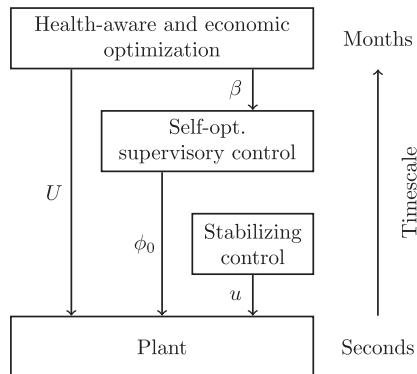 Health-aware and economic
optimization
Months
β
Self-opt.
supervisory control
U
Timescale
ϕ₀
Stabilizing
control
u
Plant
Seconds